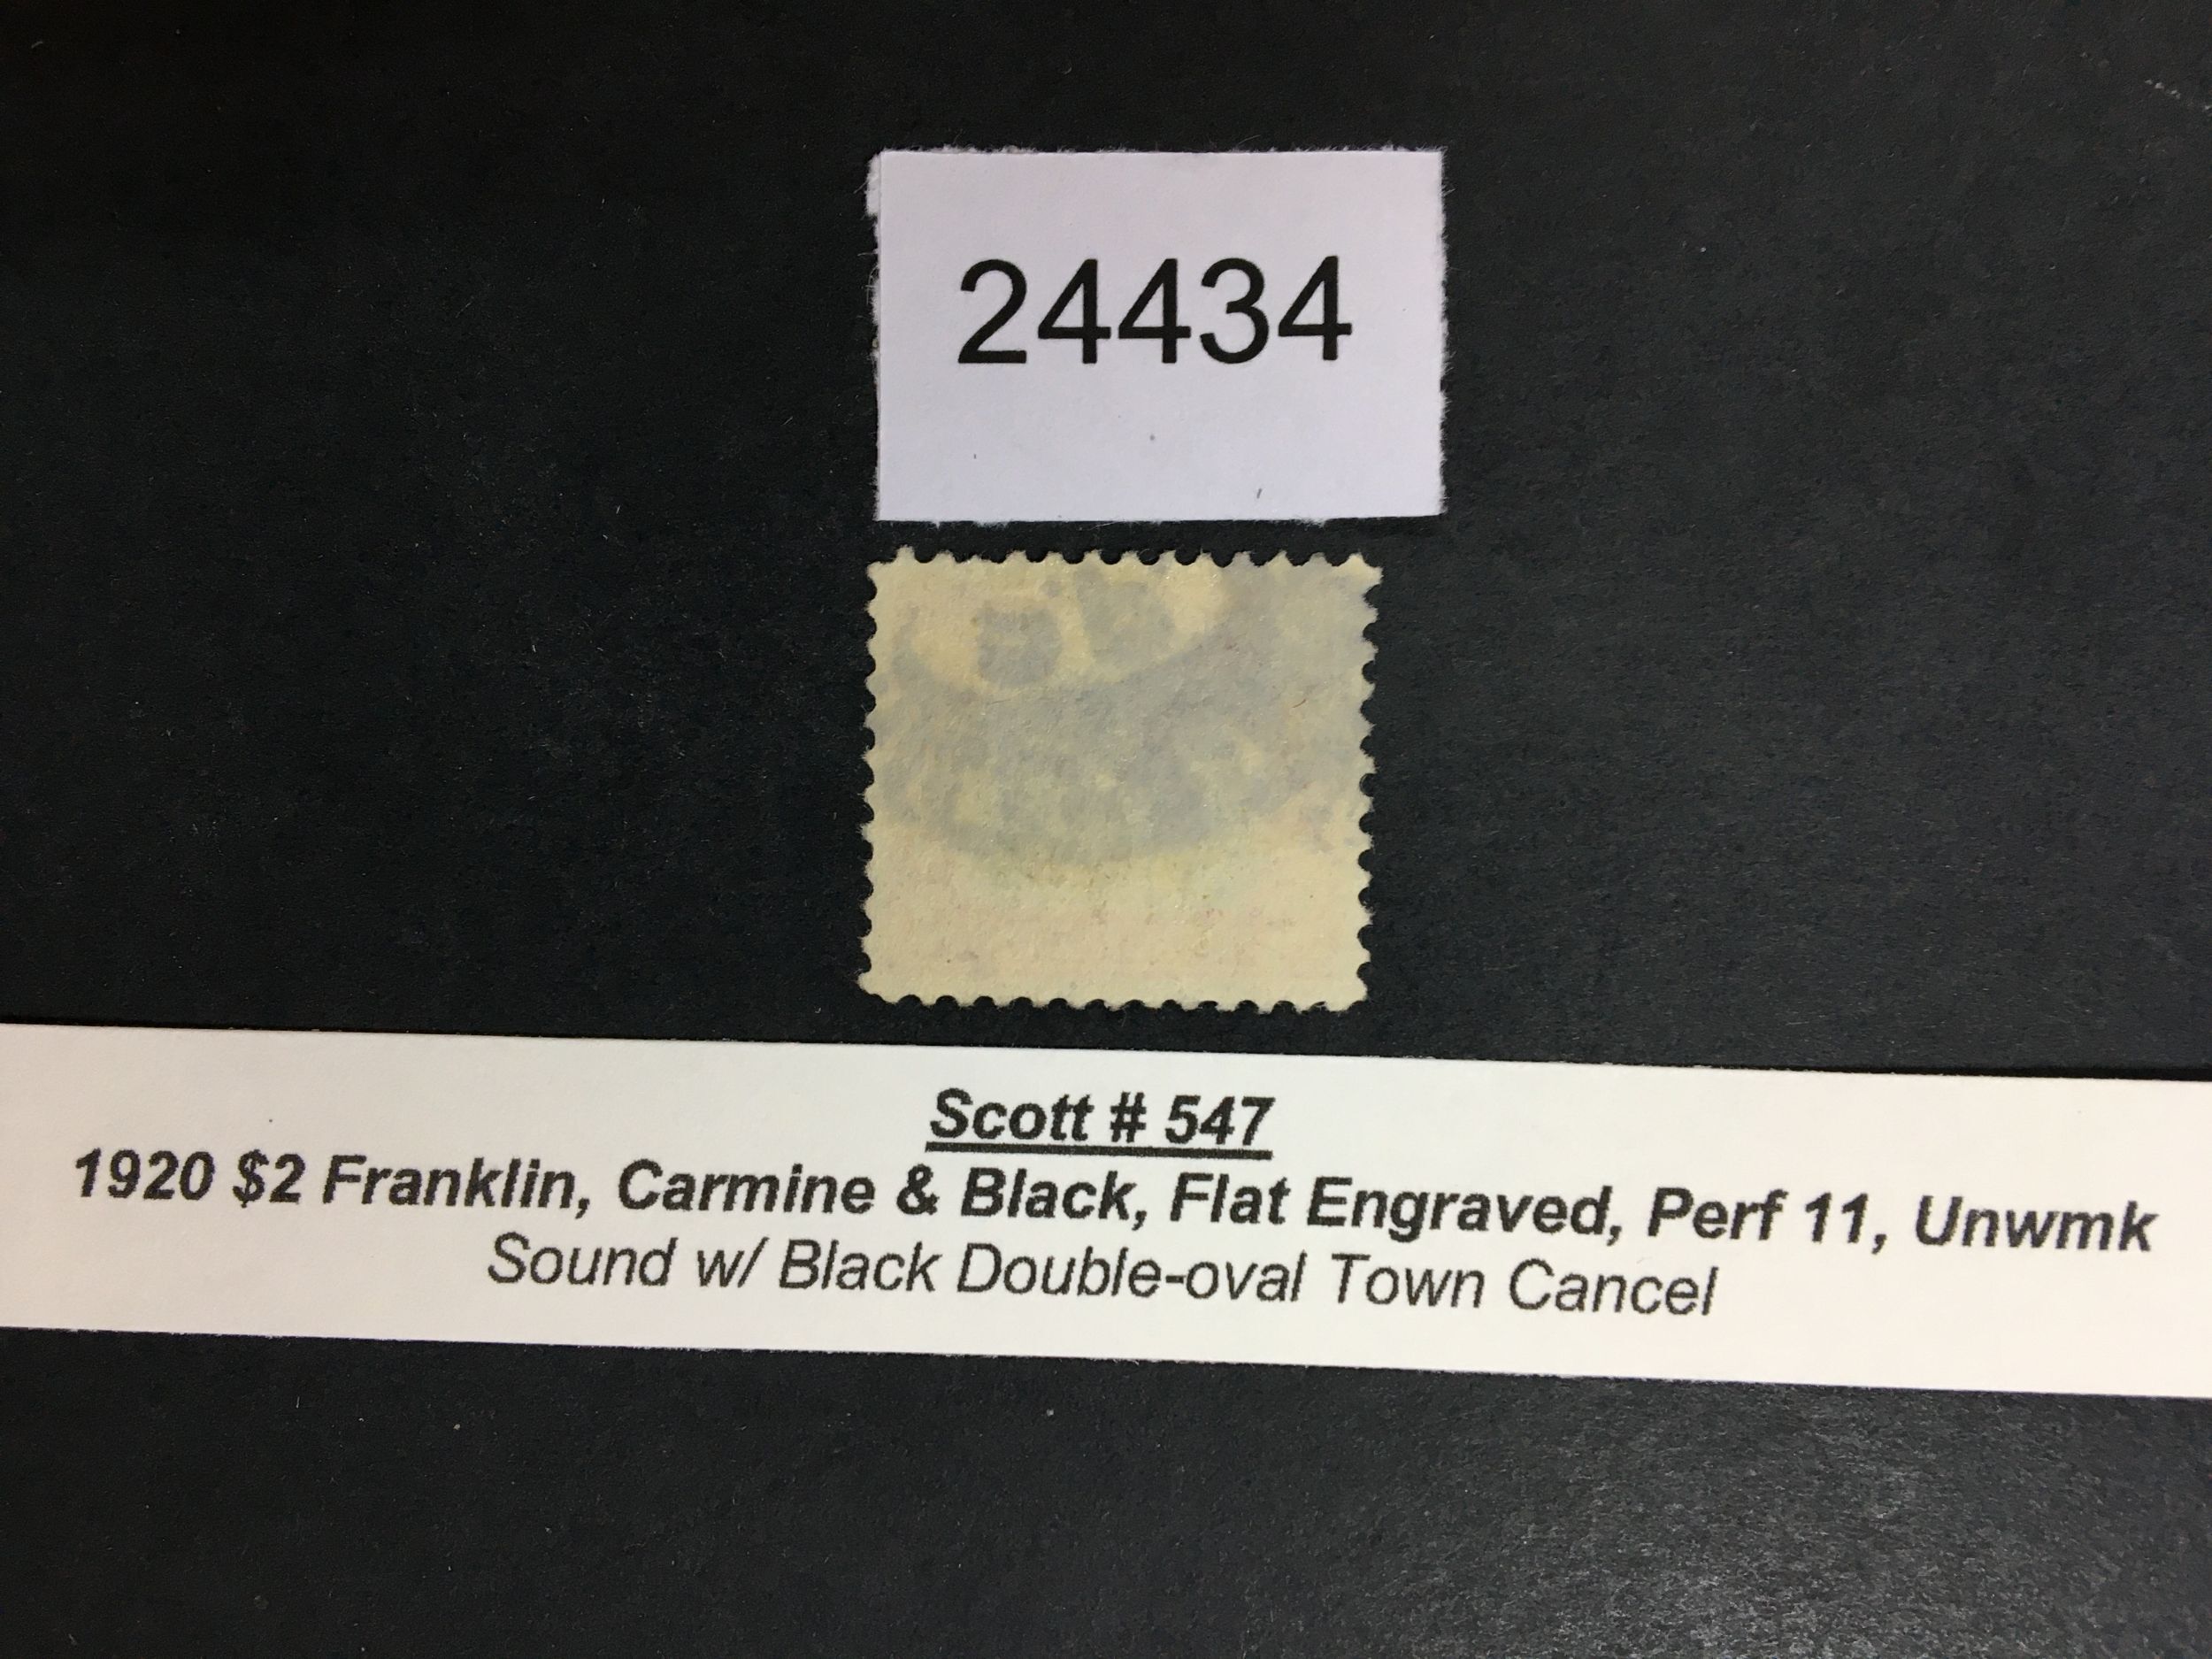 24434
Scott # 547
1920 $2 Franklin, Carmine & Black, Flat Engraved, Perf 11, Unwmk
Sound w/ Black Double-oval Town Cancel